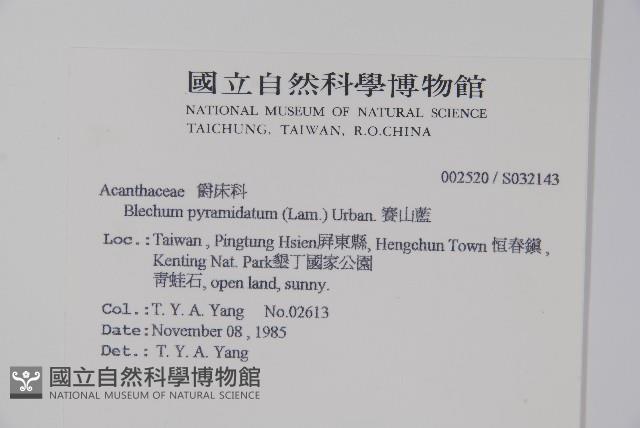 國立自然科學博物館
NATIONAL MUSEUM OF NATURAL SCIENCE
TAICHUNG, TAIWAN, R.O.CHINA
002520 / S032143
Acanthaceae 爵床科
Blechum pyramidatum (Lam.) Urban. 賽山藍
Loc.:Taiwan , Pingtung Hsien屏東縣, Hengchun Town 恒春鎭 ,
Kenting Nat. Park墾丁國家公園
靑蛙石, open land, sunny.
Col.:T. Y. A. Yang No.02613
Date:November 08 , 1985
Det.: T. Y. A. Yang
國立自然科學博物館
NATIONAL MUSEUM OF NATURAL SCIENCE